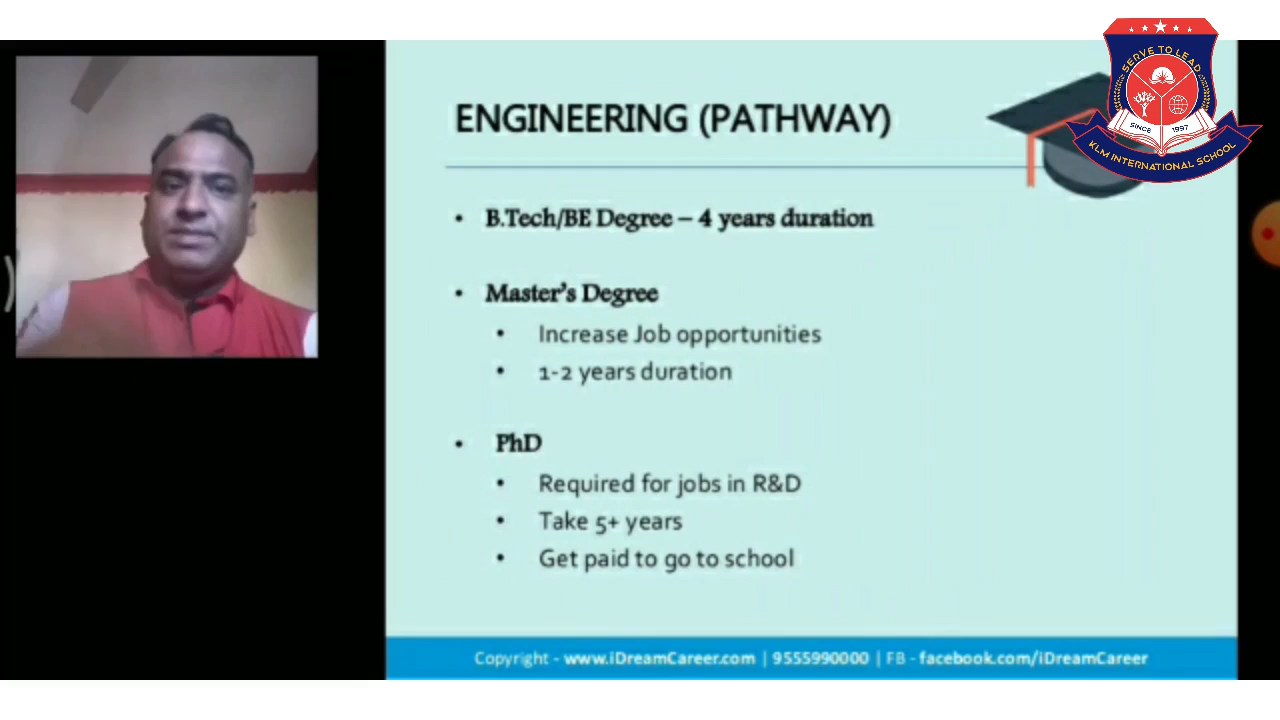 SERVE TO LEAD
SINCE 1997
KLM INTERNATIONAL SCHOOL
ENGINEERING (PATHWAY)
• B.Tech/BE Degree – 4 years duration
• Master's Degree
• Increase Job opportunities
• 1-2 years duration
• PhD
• Required for jobs in R&D
• Take 5+ years
• Get paid to go to school
Copyright - www.iDreamCareer.com | 9555990000 | FB - facebook.com/iDreamCareer